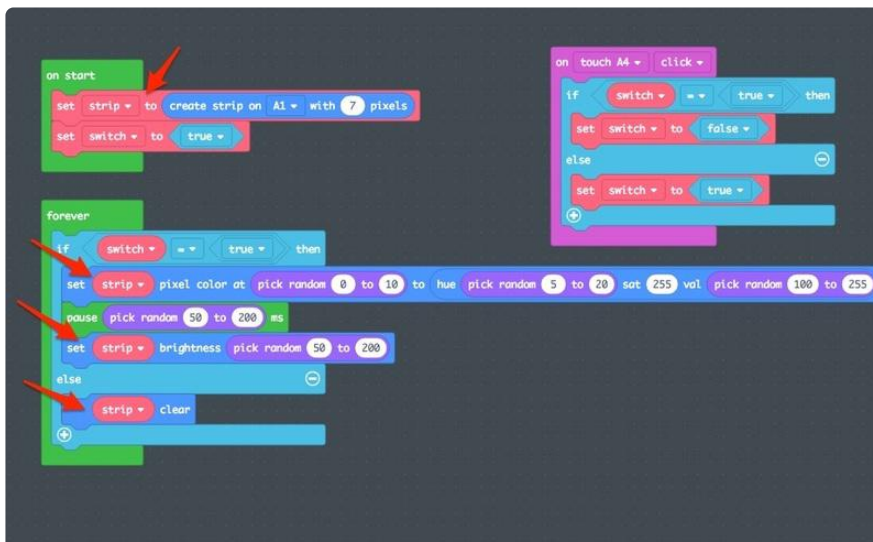 on start
set strip to create strip on A1 with 7 pixels
set switch to true
on touch A4 click
if switch = true then
set switch to false
else
set switch to true
forever
if switch = true then
set strip pixel color at pick random 0 to 10 to hue pick random 5 to 20 sat 255 val pick random 100 to 255
pause pick random 50 to 200 ms
set strip brightness pick random 50 to 200
else
strip clear